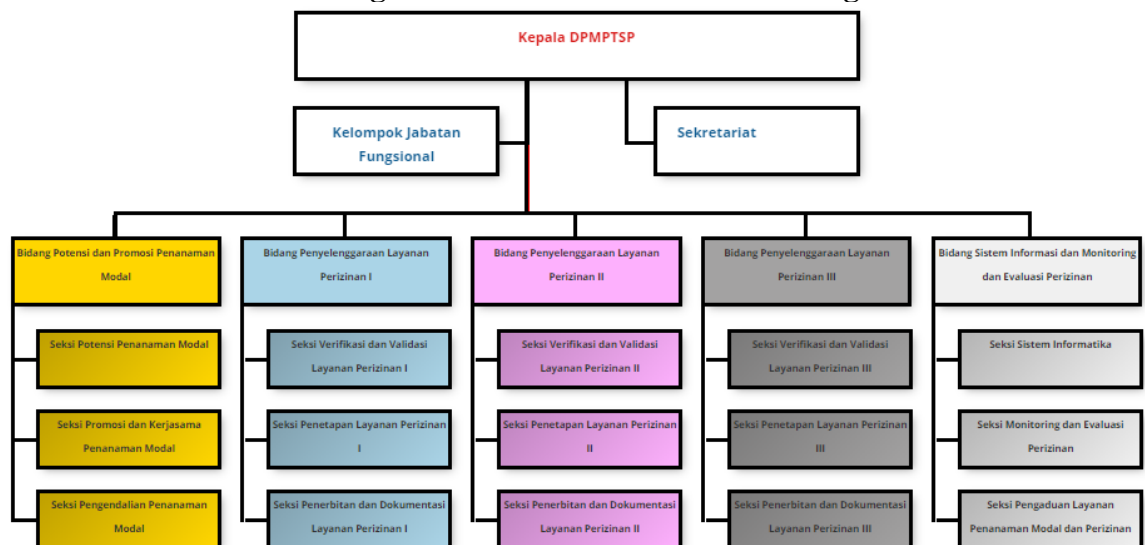 Kepala DPMPTSP
Kelompok Jabatan
Fungsional
Sekretariat
Bidang Potensi dan Promosi Penanaman
Modal
Bidang Penyelenggaraan Layanan
Perizinan I
Bidang Penyelenggaraan Layanan
Perizinan II
Bidang Penyelenggaraan Layanan
Perizinan III
Bidang Sistem Informasi dan Monitoring
dan Evaluasi Perizinan
Seksi Potensi Penanaman Modal
Seksi Verifikasi dan Validasi
Layanan Perizinan I
Seksi Verifikasi dan Validasi
Layanan Perizinan II
Seksi Verifikasi dan Validasi
Layanan Perizinan III
Seksi Sistem Informatika
Seksi Promosi dan Kerjasama
Penanaman Modal
Seksi Penetapan Layanan Perizinan
I
Seksi Penetapan Layanan Perizinan
II
Seksi Penetapan Layanan Perizinan
III
Seksi Monitoring dan Evaluasi
Perizinan
Seksi Pengendalian Penanaman
Modal
Seksi Penerbitan dan Dokumentasi
Layanan Perizinan I
Seksi Penerbitan dan Dokumentasi
Layanan Perizinan II
Seksi Penerbitan dan Dokumentasi
Layanan Perizinan III
Seksi Pengaduan Layanan
Penanaman Modal dan Perizinan